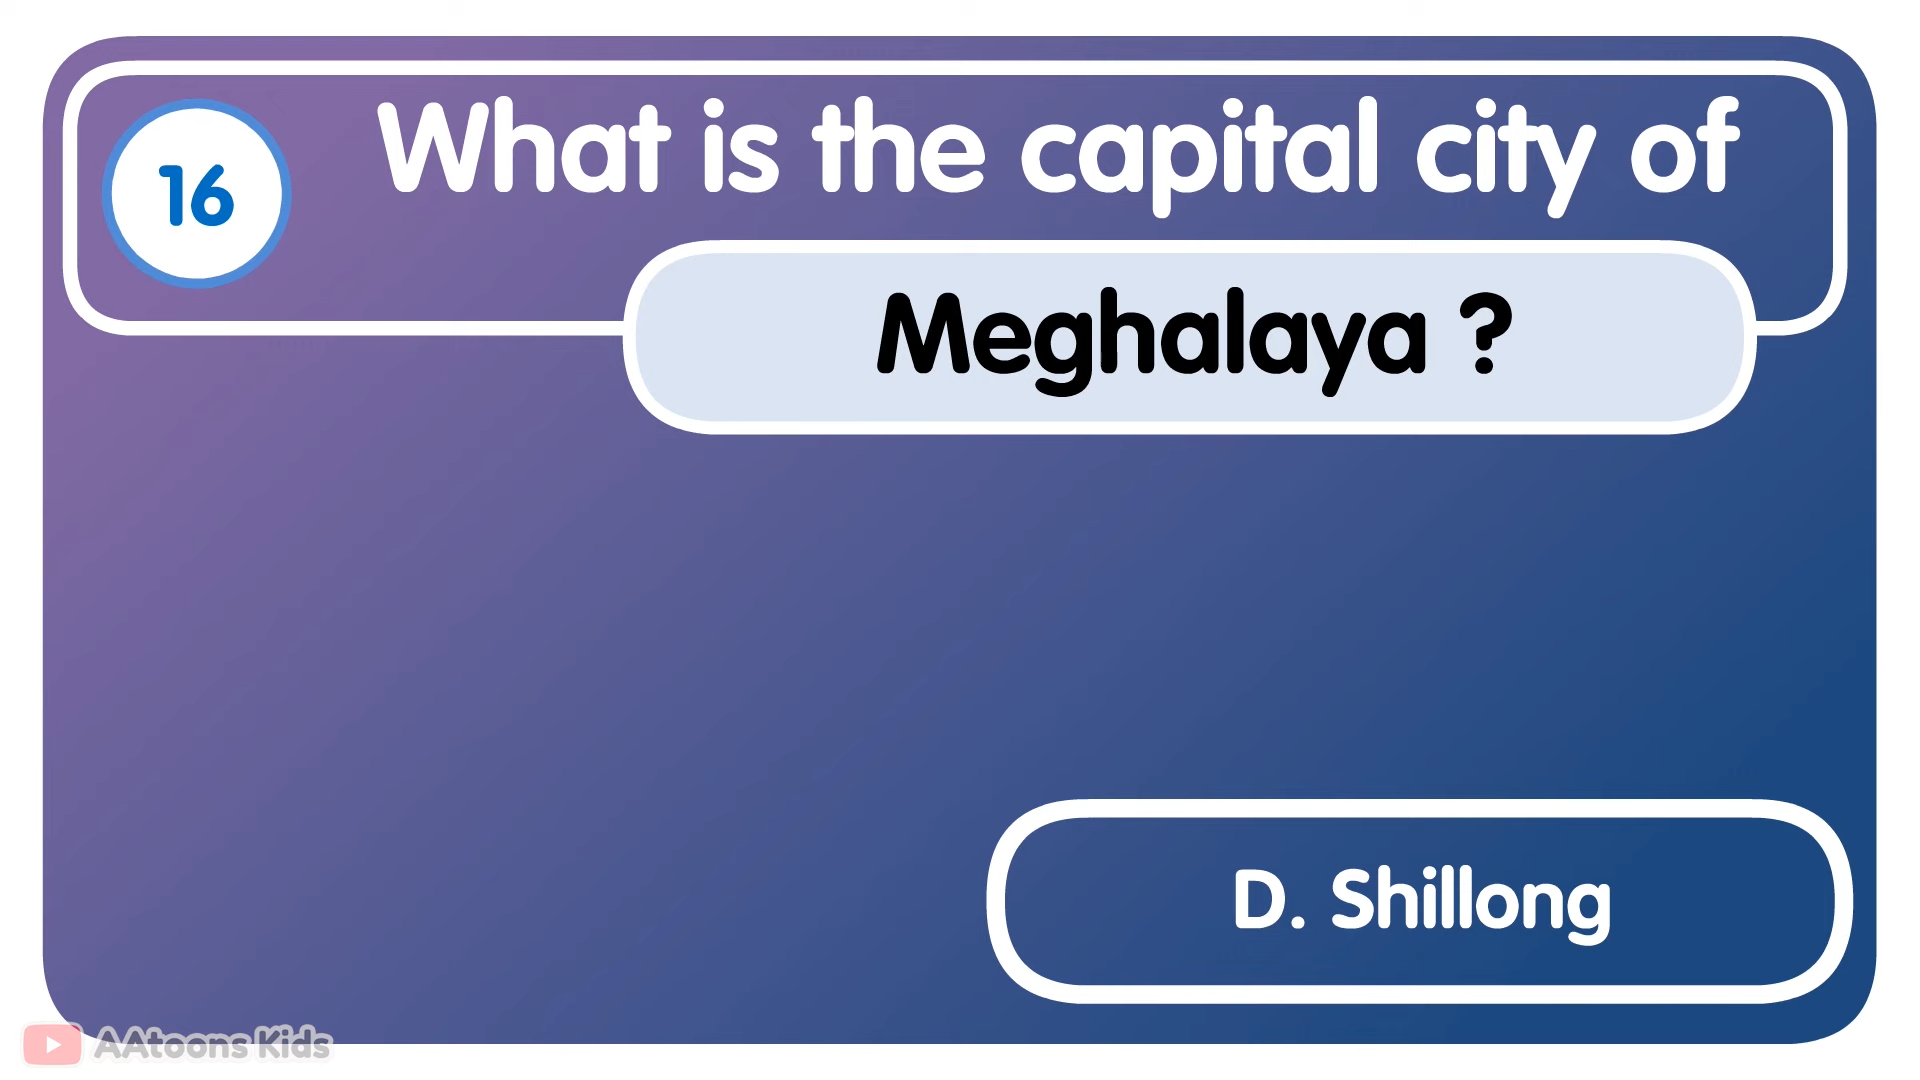 16
What is the capital city of
Meghalaya ?
D. Shillong
AAtoons Kids